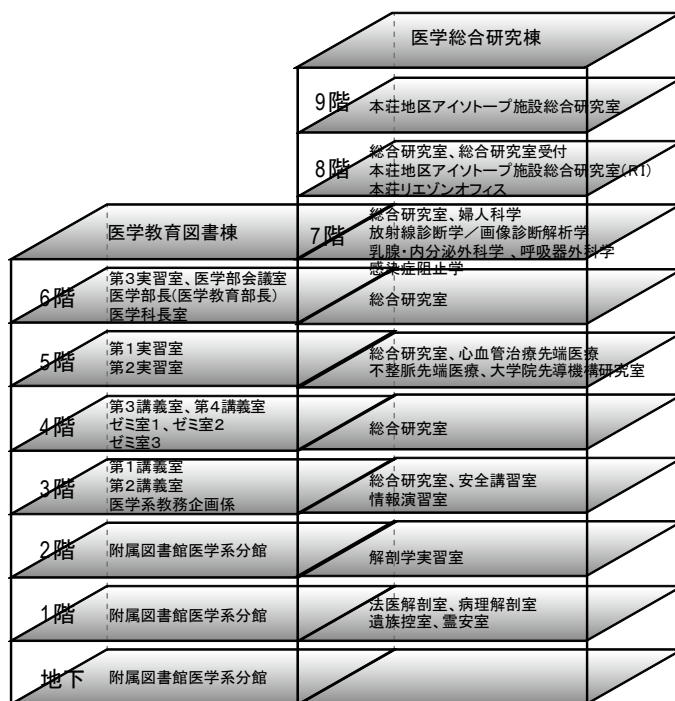 医学総合研究棟
9階
本荘地区アイソトープ施設総合研究室
8階
総合研究室、総合研究室受付
本荘地区アイソトープ施設総合研究室(RI)
本荘リエゾンオフィス
医学教育図書棟
7階
総合研究室、婦人科学
放射線診断学／画像診断解析学
乳腺・内分泌外科学 、呼吸器外科学
感染症阻止学
6階
第3実習室、医学部会議室
医学部長(医学教育部長)
医学科長室
総合研究室
5階
第1実習室
第2実習室
総合研究室、心血管治療先端医療
不整脈先端医療、大学院先導機構研究室
4階
第3講義室、第4講義室
ゼミ室1、ゼミ室2
ゼミ室3
総合研究室
3階
第1講義室
第2講義室
医学系教務企画係
総合研究室、安全講習室
情報演習室
2階
附属図書館医学系分館
解剖学実習室
1階
附属図書館医学系分館
法医解剖室、病理解剖室
遺族控室、霊安室
地下
附属図書館医学系分館